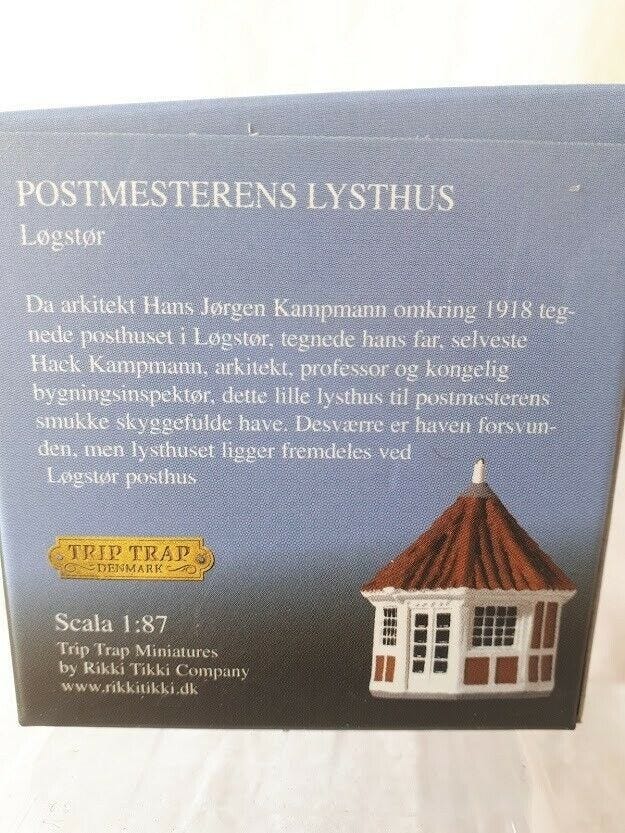 POSTMESTERENS LYSTHUS
Løgstør
Da arkitekt Hans Jørgen Kampmann omkring 1918 teg-
nede posthuset i Løgstør, tegnede hans far, selveste
Hack Kampmann, arkitekt, professor og kongelig
bygningsinspektør, dette lille lysthus til postmesterens
smukke skyggefulde have. Desværre er haven forsvun-
den, men lysthuset ligger fremdeles ved
Løgstør posthus
TRIP TRAP
DENMARK
Scala 1:87
Trip Trap Miniatures
by Rikki Tikki Company
www.rikkitikki.dk